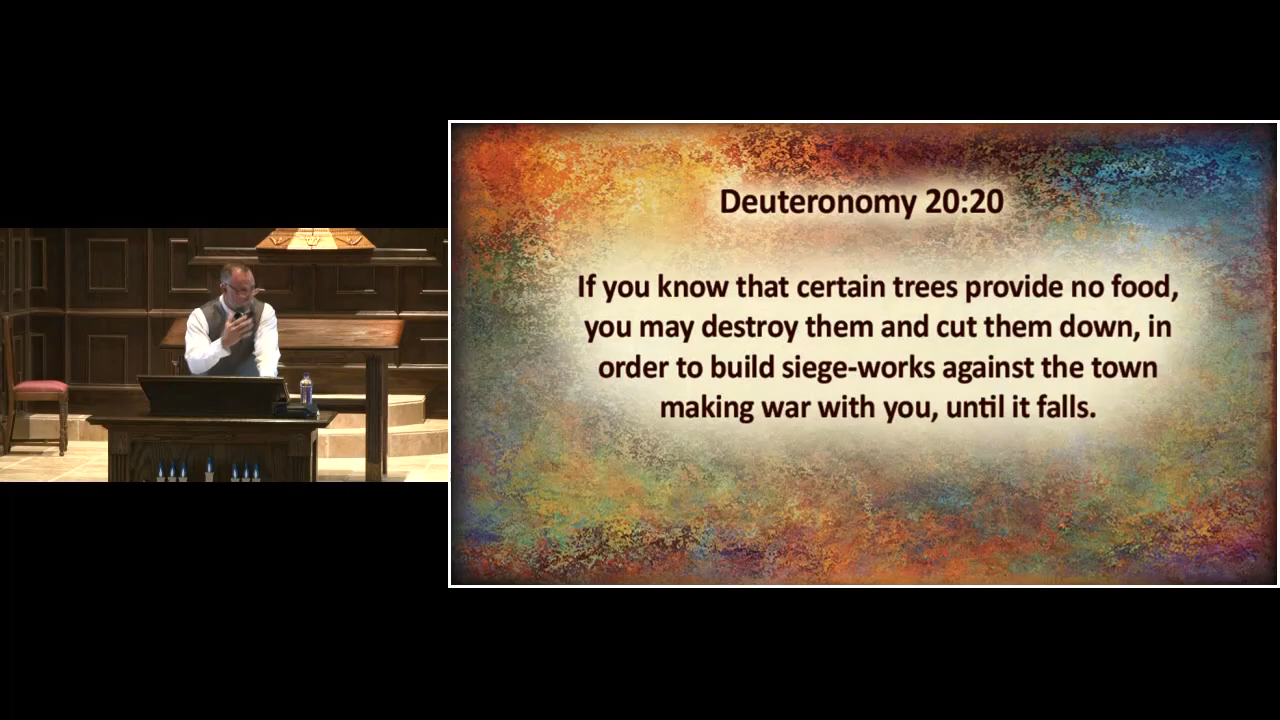 Deuteronomy 20:20
If you know that certain trees provide no food,
you may destroy them and cut them down, in
order to build siege-works against the town
making war with you, until it falls.